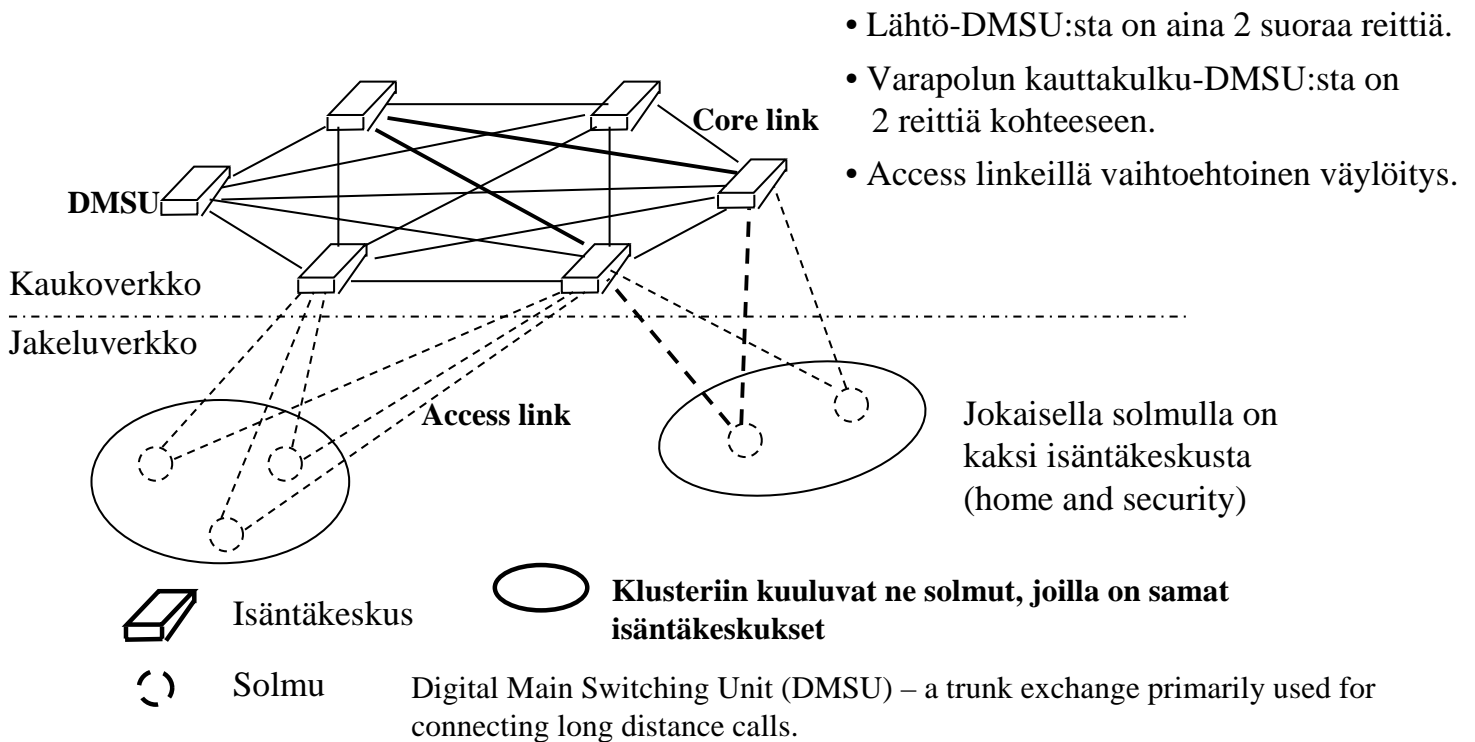 • Lähtö-DMSU:sta on aina 2 suoraa reittiä.
• Varapolun kauttakulku-DMSU:sta on
2 reittiä kohteeseen.
• Access linkeillä vaihtoehtoinen väylöitys.
Core link
DMSU
Kaukoverkko
Jakeluverkko
Access link
Jokaisella solmulla on
kaksi isäntäkeskusta
(home and security)
Isäntäkeskus
Klusteriin kuuluvat ne solmut, joilla on samat
isäntäkeskukset
Solmu
Digital Main Switching Unit (DMSU) – a trunk exchange primarily used for
connecting long distance calls.